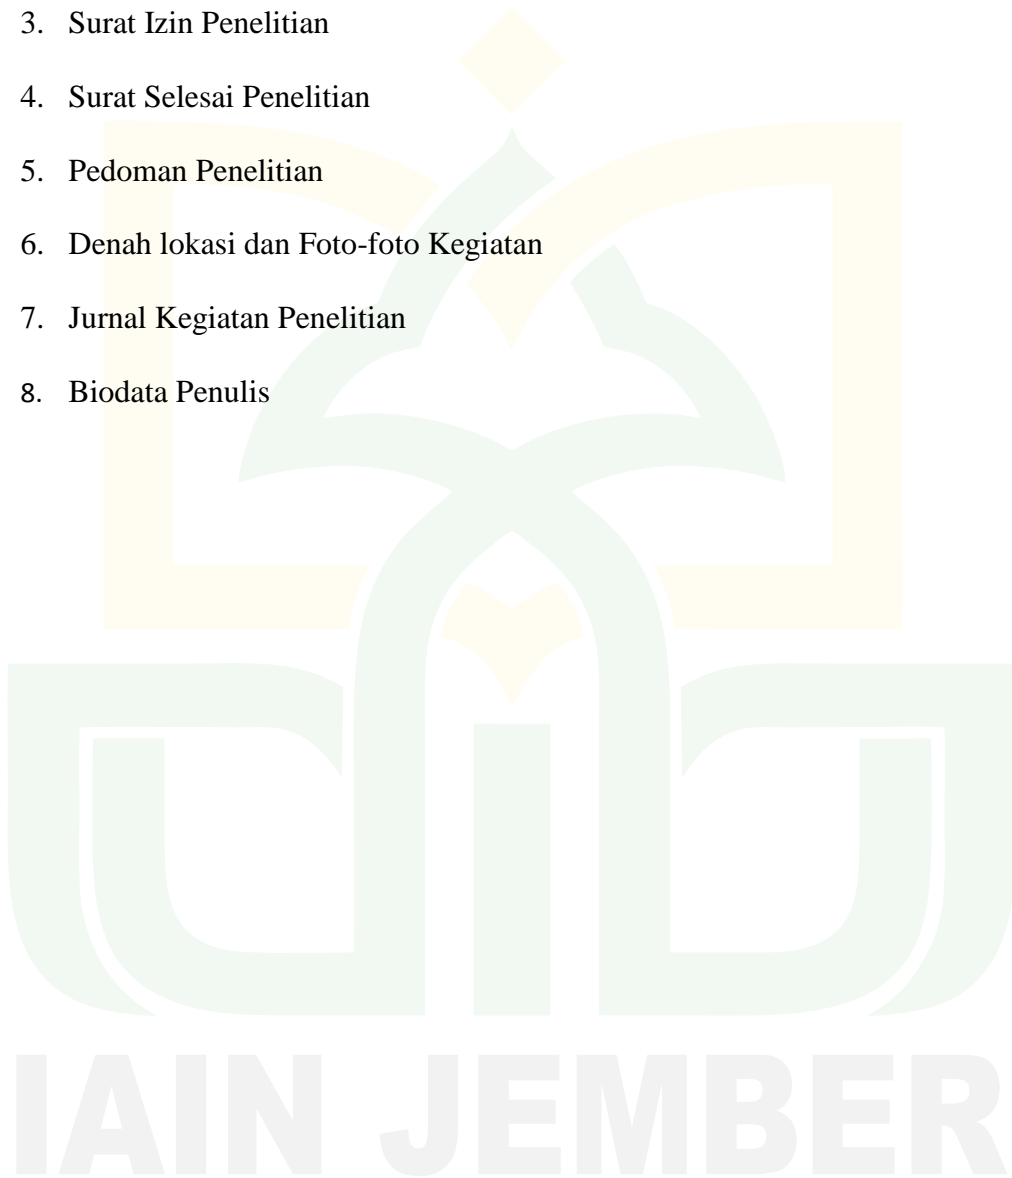 3. Surat Izin Penelitian
4. Surat Selesai Penelitian
5. Pedoman Penelitian
6. Denah lokasi dan Foto-foto Kegiatan
7. Jurnal Kegiatan Penelitian
8. Biodata Penulis
IAIN JEMBER